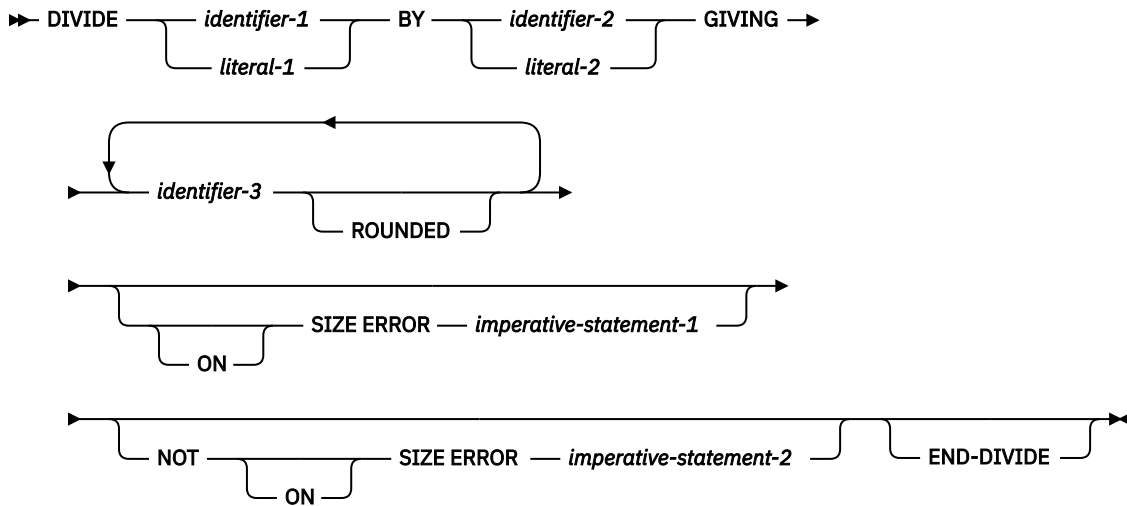 DIVIDE identifier-1 BY identifier-2 GIVING
literal-1 literal-2
identifier-3
ROUNDED
SIZE ERROR imperative-statement-1
ON
NOT SIZE ERROR imperative-statement-2 END-DIVIDE
ON